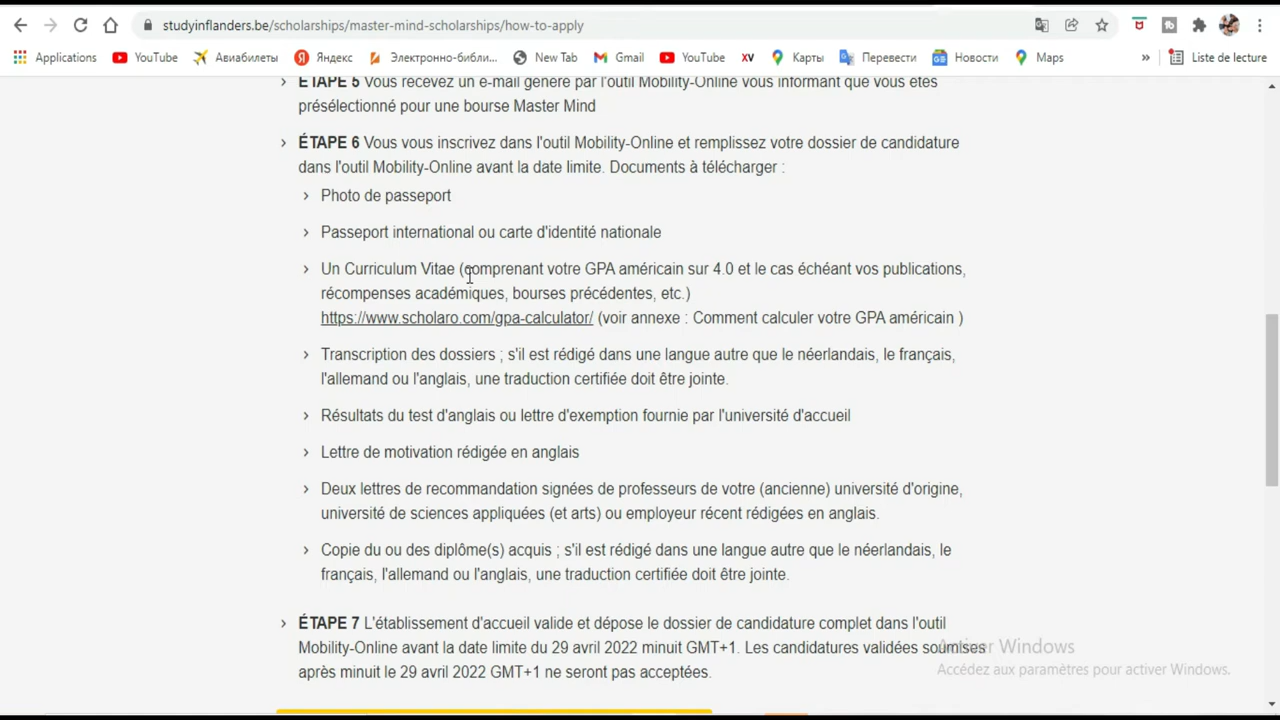 studyinflanders.be/scholarships/master-mind-scholarships/how-to-apply
Applications YouTube Авиабилеты Яндекс Электронно-библи... New Tab Gmail YouTube XV Карты Перевести Новости Maps » Liste de lecture
ÉTAPE 5 Vous recevez un e-mail généré par l'outil Mobility-Online vous informant que vous êtes
présélectionné pour une bourse Master Mind
ÉTAPE 6 Vous vous inscrivez dans l'outil Mobility-Online et remplissez votre dossier de candidature
dans l'outil Mobility-Online avant la date limite. Documents à télécharger :
Photo de passeport
Passeport international ou carte d'identité nationale
Un Curriculum Vitae (comprenant votre GPA américain sur 4.0 et le cas échéant vos publications,
récompenses académiques, bourses précédentes, etc.)
https://www.scholaro.com/gpa-calculator/ (voir annexe : Comment calculer votre GPA américain )
Transcription des dossiers ; s'il est rédigé dans une langue autre que le néerlandais, le français,
l'allemand ou l'anglais, une traduction certifiée doit être jointe.
Résultats du test d'anglais ou lettre d'exemption fournie par l'université d'accueil
Lettre de motivation rédigée en anglais
Deux lettres de recommandation signées de professeurs de votre (ancienne) université d'origine,
université de sciences appliquées (et arts) ou employeur récent rédigées en anglais.
Copie du ou des diplôme(s) acquis ; s'il est rédigé dans une langue autre que le néerlandais, le
français, l'allemand ou l'anglais, une traduction certifiée doit être jointe.
ÉTAPE 7 L'établissement d'accueil valide et dépose le dossier de candidature complet dans l'outil
Mobility-Online avant la date limite du 29 avril 2022 minuit GMT+1. Les candidatures validées soumises
après minuit le 29 avril 2022 GMT+1 ne seront pas acceptées.
Activer Windows
Accédez aux paramètres pour activer Windows.